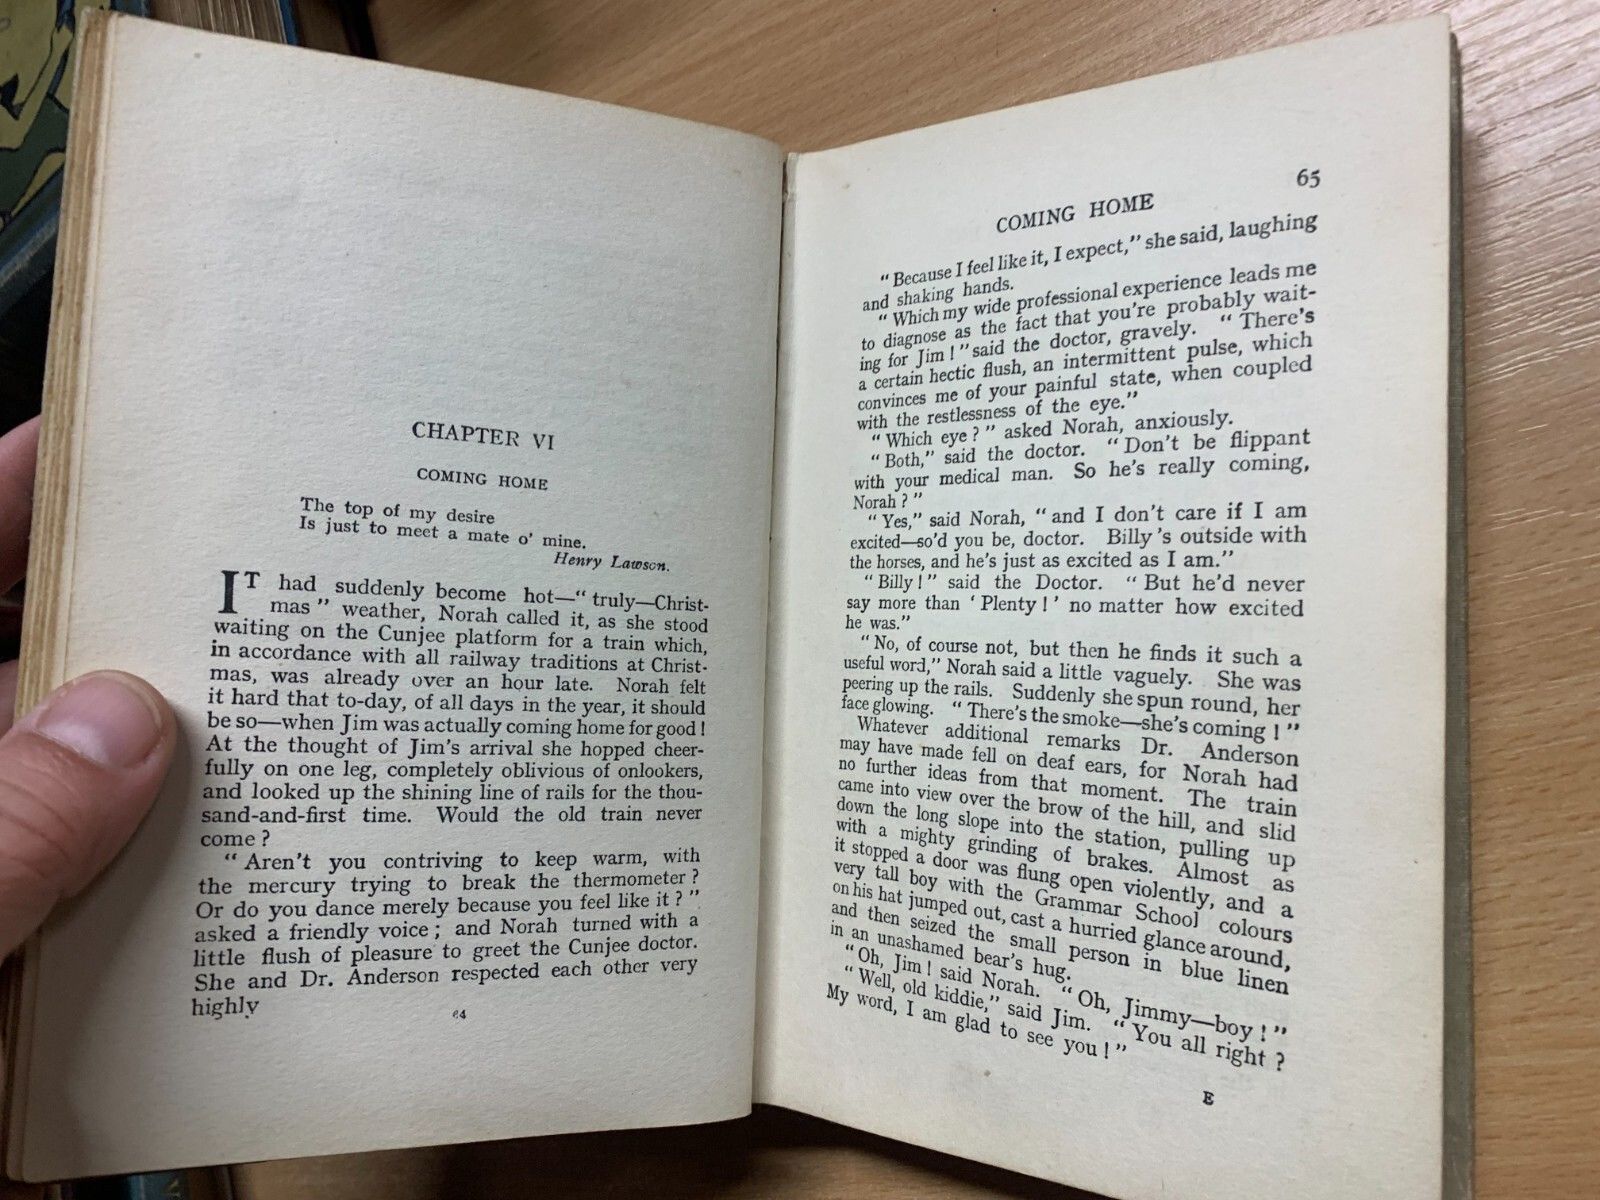 CHAPTER VI
COMING HOME
The top of my desire
Is just to meet a mate o' mine.
Henry Lawson.
IT had suddenly become hot—“ truly—Christ-
mas ” weather, Norah called it, as she stood
waiting on the Cunjee platform for a train which,
in accordance with all railway traditions at Christ-
mas, was already over an hour late. Norah felt
it hard that to-day, of all days in the year, it should
be so—when Jim was actually coming home for good !
At the thought of Jim's arrival she hopped cheer-
fully on one leg, completely oblivious of onlookers,
and looked up the shining line of rails for the thou-
sand-and-first time. Would the old train never
come ?
“ Aren't you contriving to keep warm, with
the mercury trying to break the thermometer ?
Or do you dance merely because you feel like it ? ”
asked a friendly voice ; and Norah turned with a
little flush of pleasure to greet the Cunjee doctor.
She and Dr. Anderson respected each other very
highly
64
65
COMING HOME
“ Because I feel like it, I expect,” she said, laughing
and shaking hands.
“ Which my wide professional experience leads me
to diagnose as the fact that you're probably wait-
ing for Jim ! ” said the doctor, gravely. “ There's
a certain hectic flush, an intermittent pulse, which
convinces me of your painful state, when coupled
with the restlessness of the eye.”
“ Which eye ? ” asked Norah, anxiously.
“ Both,” said the doctor. “ Don't be flippant
with your medical man. So he's really coming,
Norah ? ”
“ Yes,” said Norah, “ and I don't care if I am
excited—so'd you be, doctor. Billy's outside with
the horses, and he's just as excited as I am.”
“ Billy ! ” said the Doctor. “ But he'd never
say more than ‘ Plenty ! ’ no matter how excited
he was.”
“ No, of course not, but then he finds it such a
useful word,” Norah said a little vaguely. She was
peering up the rails. Suddenly she spun round, her
face glowing. “ There's the smoke—she's coming ! ”
Whatever additional remarks Dr. Anderson
may have made fell on deaf ears, for Norah had
no further ideas from that moment. The train
came into view over the brow of the hill, and slid
down the long slope into the station, pulling up
with a mighty grinding of brakes. Almost as
it stopped a door was flung open violently, and a
very tall boy with the Grammar School colours
on his hat jumped out, cast a hurried glance around,
and then seized the small person in blue linen
in an unashamed bear's hug.
“ Oh, Jim ! said Norah. “ Oh, Jimmy—boy ! ”
“ Well, old kiddie,” said Jim. “ You all right ?
My word, I am glad to see you ! ”
E